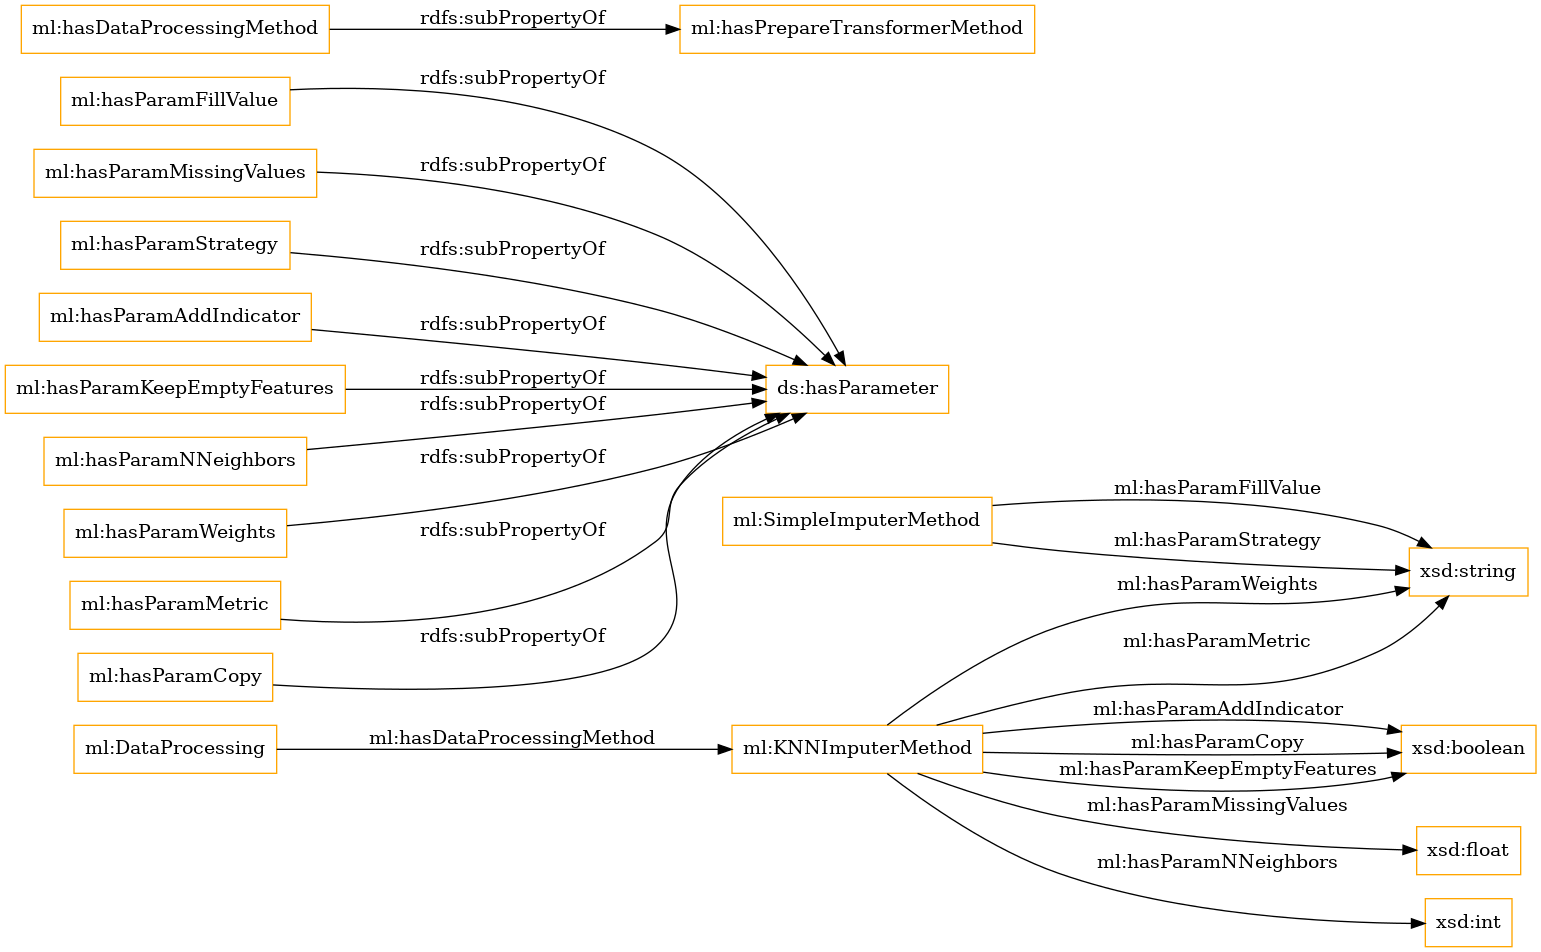 ml:hasDataProcessingMethod
rdfs:subPropertyOf
ml:hasPrepareTransformerMethod
ml:hasParamFillValue
rdfs:subPropertyOf
ml:hasParamMissingValues
rdfs:subPropertyOf
ml:hasParamStrategy
rdfs:subPropertyOf
ml:hasParamAddIndicator
rdfs:subPropertyOf
ml:hasParamKeepEmptyFeatures
rdfs:subPropertyOf
ds:hasParameter
ml:hasParamNNeighbors
rdfs:subPropertyOf
ml:hasParamWeights
rdfs:subPropertyOf
ml:hasParamMetric
rdfs:subPropertyOf
ml:hasParamCopy
rdfs:subPropertyOf
ml:SimpleImputerMethod
ml:hasParamFillValue
ml:hasParamStrategy
xsd:string
ml:hasParamWeights
ml:hasParamMetric
ml:DataProcessing
ml:hasDataProcessingMethod
ml:KNNImputerMethod
ml:hasParamAddIndicator
ml:hasParamCopy
ml:hasParamKeepEmptyFeatures
xsd:boolean
ml:hasParamMissingValues
xsd:float
ml:hasParamNNeighbors
xsd:int